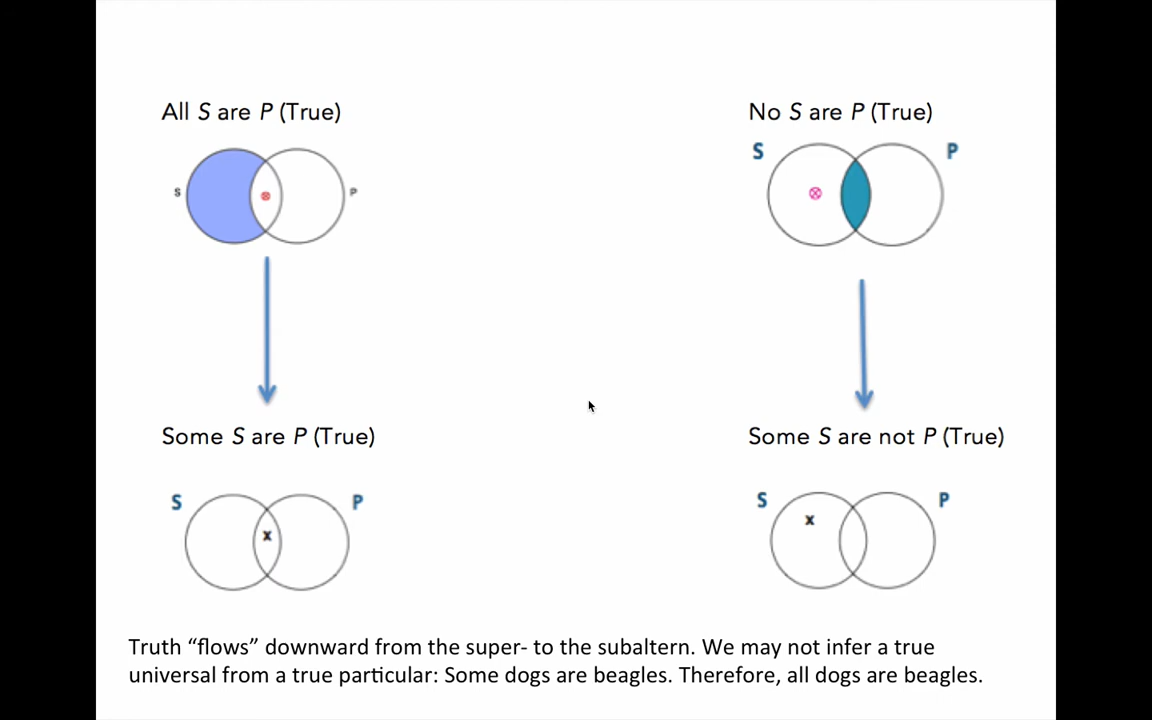 All S are P (True)
No S are P (True)
S P
S P
Some S are P (True)
Some S are not P (True)
S x P
S x P
Truth “flows” downward from the super- to the subaltern. We may not infer a true
universal from a true particular: Some dogs are beagles. Therefore, all dogs are beagles.